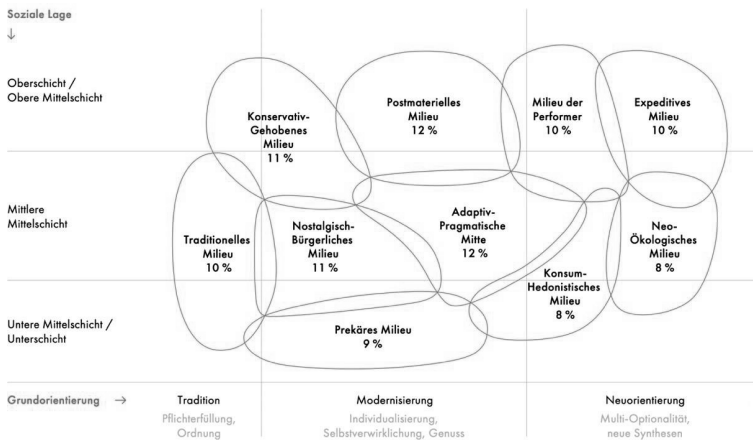 Soziale Lage
↓
Oberschicht /
Obere Mittelschicht
Konservativ-
Gehobenes
Milieu
11 %
Postmaterielles
Milieu
12 %
Milieu der
Performer
10 %
Expeditives
Milieu
10 %
Mittlere
Mittelschicht
Traditionelles
Milieu
10 %
Nostalgisch-
Bürgerliches
Milieu
11 %
Adaptiv-
Pragmatische
Mitte
12 %
Konsum-
Hedonistisches
Milieu
8 %
Neo-
Ökologisches
Milieu
8 %
Untere Mittelschicht /
Unterschicht
Prekäres Milieu
9 %
Grundorientierung →
Tradition
Pflichterfüllung,
Ordnung
Modernisierung
Individualisierung,
Selbstverwirklichung, Genuss
Neuorientierung
Multi-Optionalität,
neue Synthesen